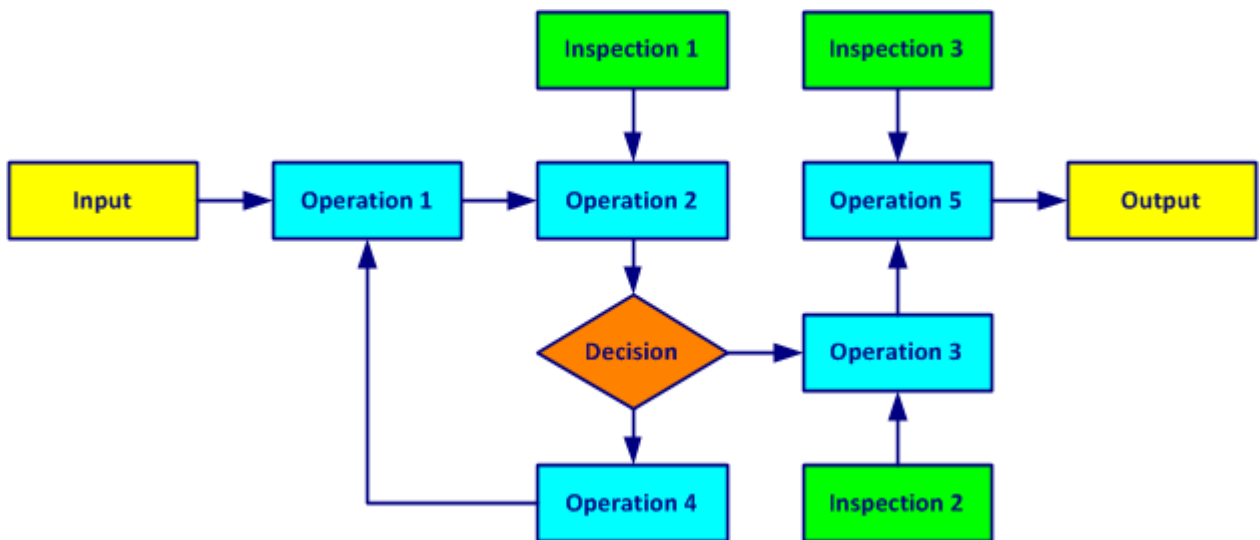 Inspection 1
Inspection 3
Input
Operation 1
Operation 2
Operation 5
Output
Decision
Operation 3
Operation 4
Inspection 2